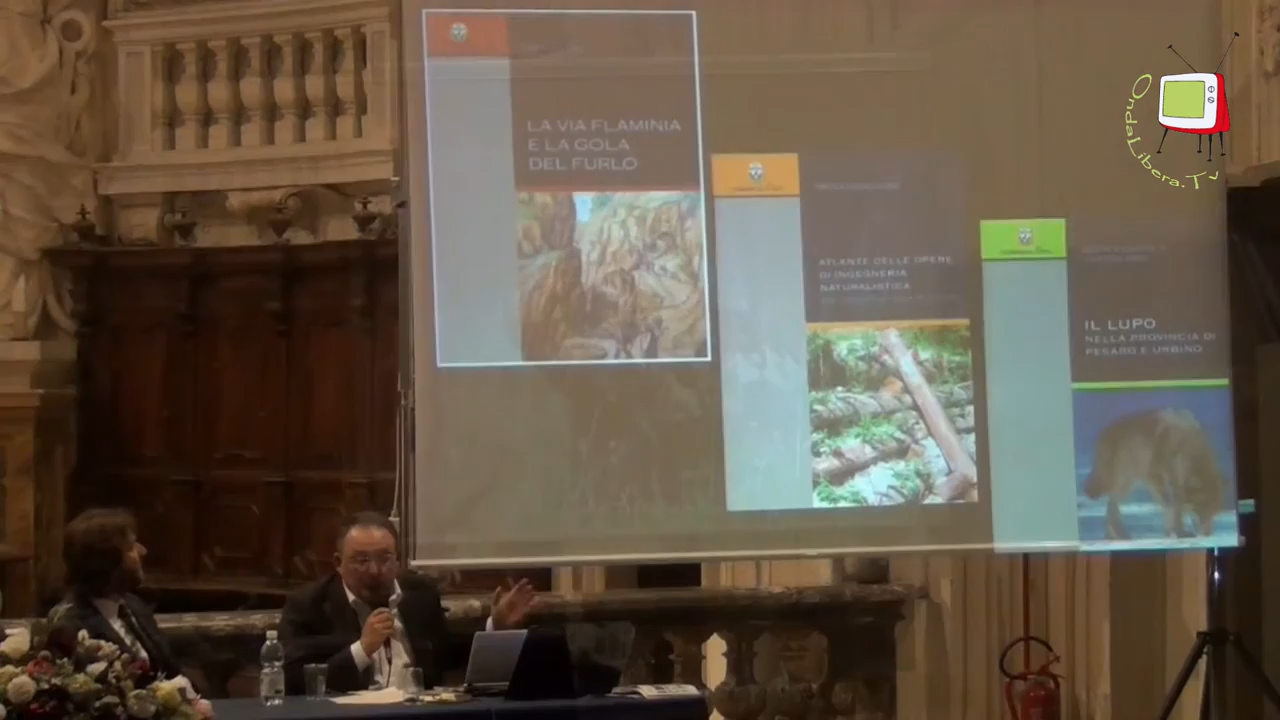 LA VIA FLAMINIA
E LA GOLA
DEL FURLO
ATLANTE DELLE OPERE
DI INGEGNERIA
NATURALISTICA
IL LUPO
NELLA PROVINCIA DI
PESARO E URBINO
OndaLibera.Tv